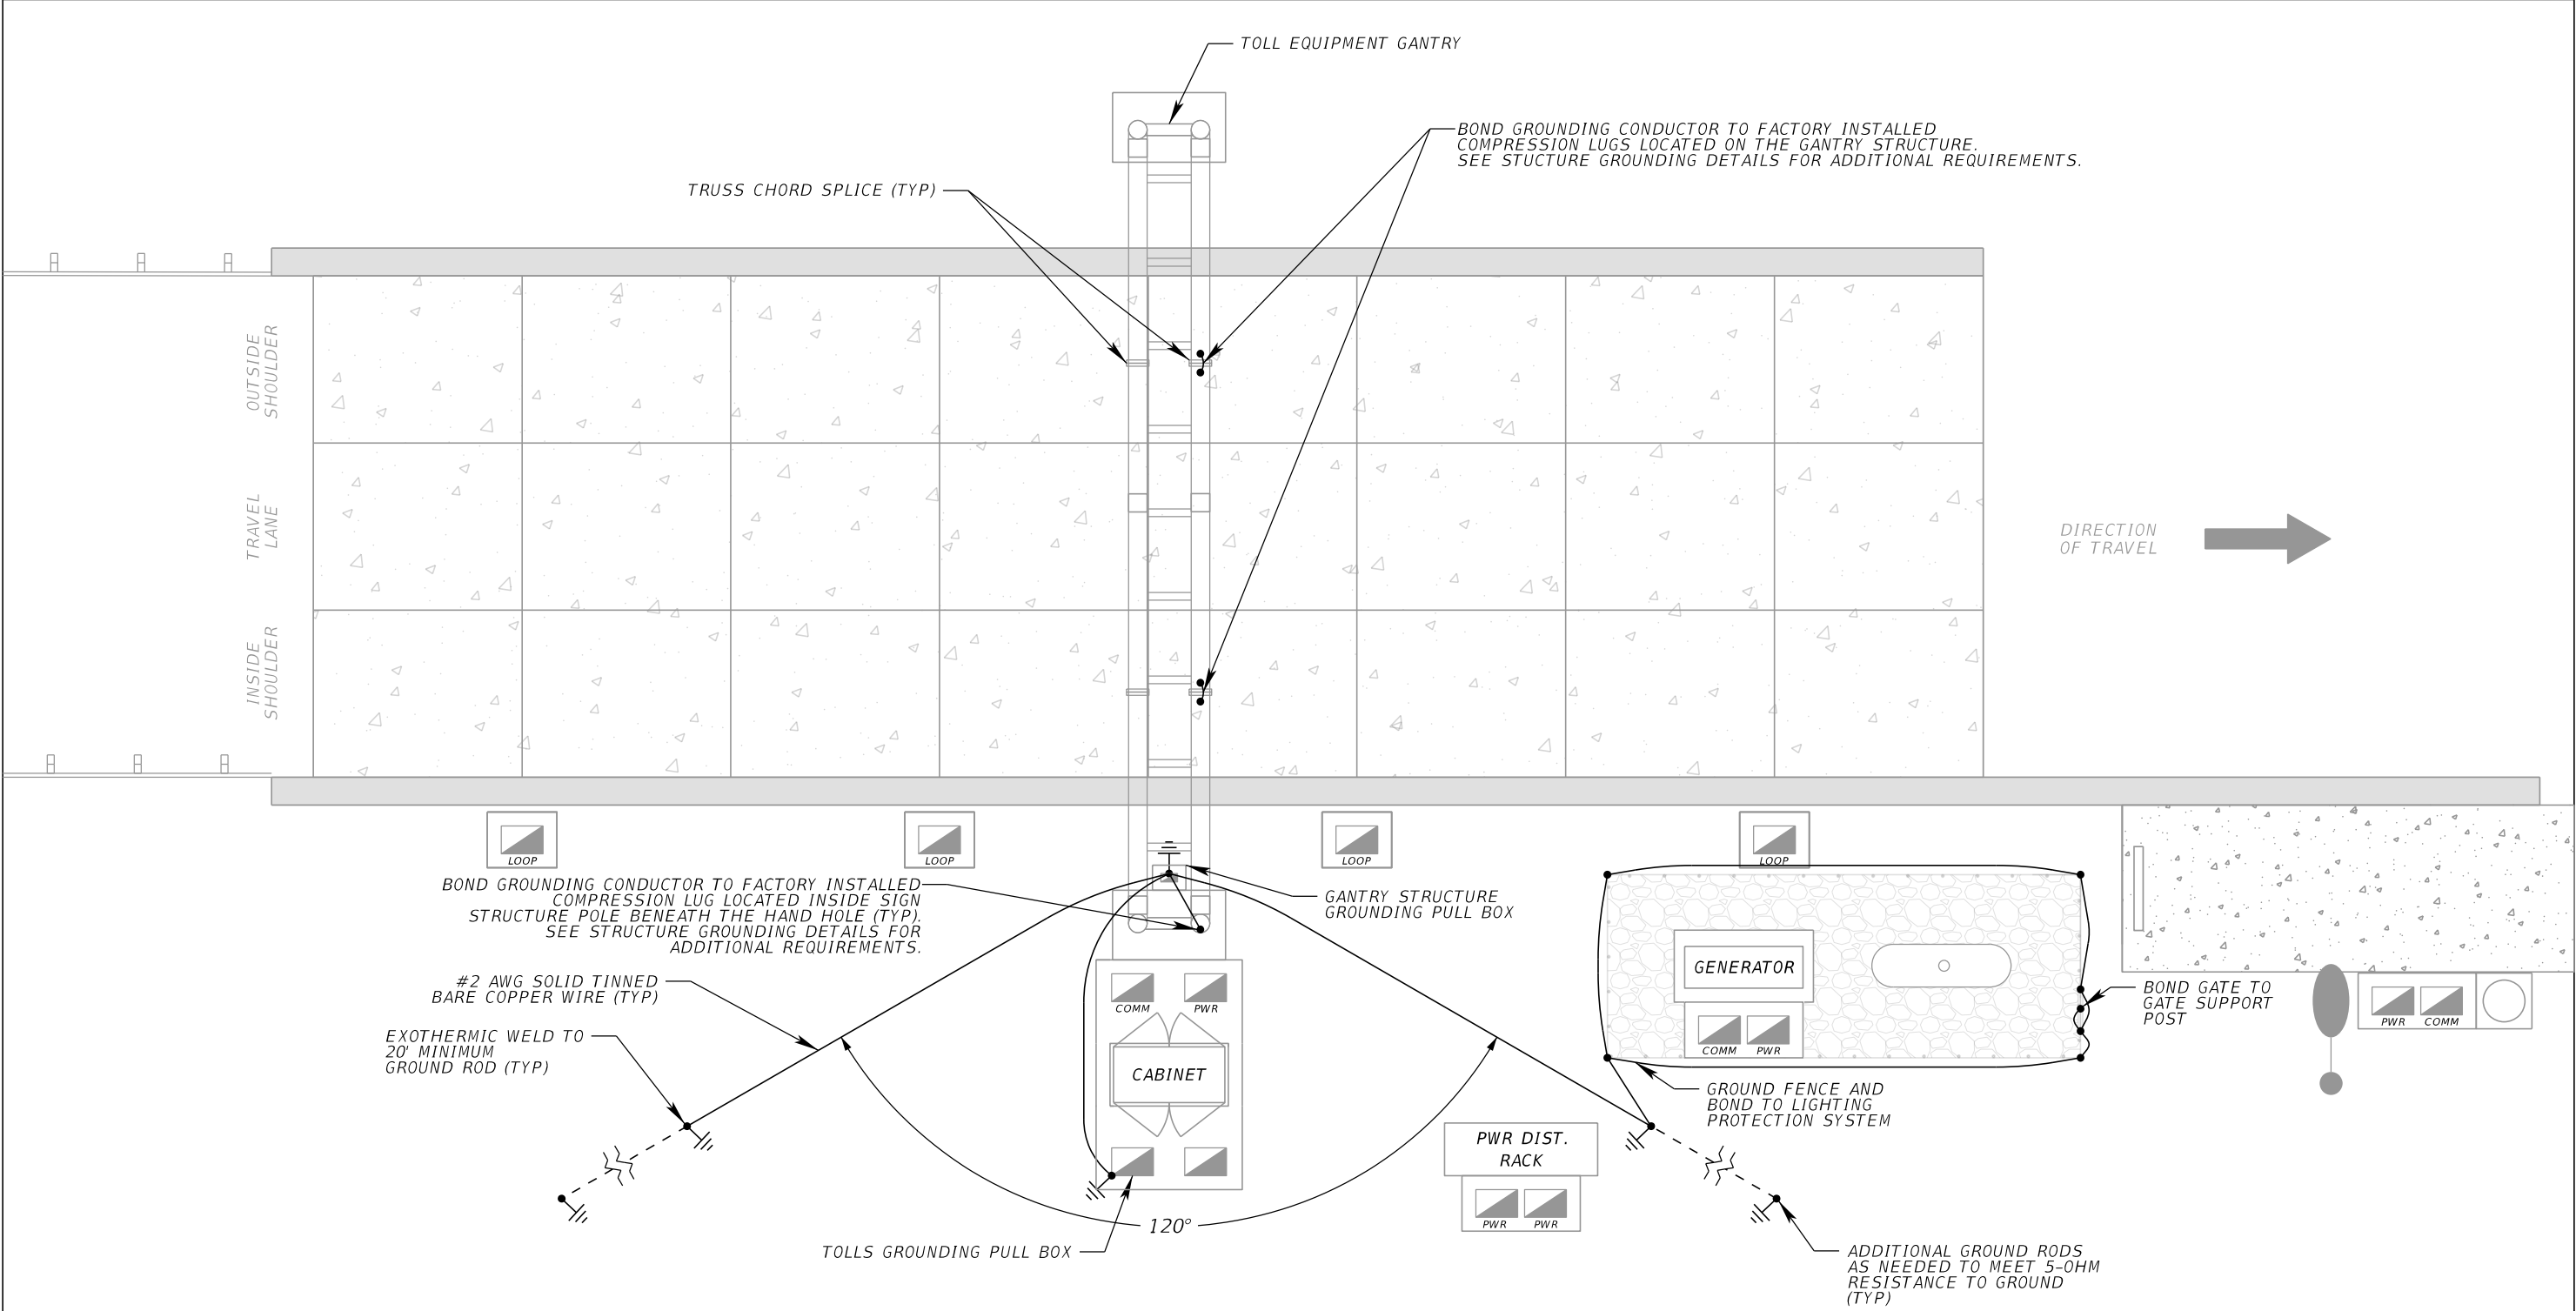 TOLL EQUIPMENT GANTRY
BOND GROUNDING CONDUCTOR TO FACTORY INSTALLED
COMPRESSION LUGS LOCATED ON THE GANTRY STRUCTURE.
SEE STUCTURE GROUNDING DETAILS FOR ADDITIONAL REQUIREMENTS.
TRUSS CHORD SPLICE (TYP)
OUTSIDE
SHOULDER
TRAVEL
LANE
INSIDE
SHOULDER
DIRECTION
OF TRAVEL
LOOP
LOOP
LOOP
LOOP
BOND GROUNDING CONDUCTOR TO FACTORY INSTALLED
COMPRESSION LUG LOCATED INSIDE SIGN
STRUCTURE POLE BENEATH THE HAND HOLE (TYP).
SEE STRUCTURE GROUNDING DETAILS FOR
ADDITIONAL REQUIREMENTS.
GANTRY STRUCTURE
GROUNDING PULL BOX
#2 AWG SOLID TINNED
BARE COPPER WIRE (TYP)
EXOTHERMIC WELD TO
20' MINIMUM
GROUND ROD (TYP)
COMM
PWR
CABINET
GENERATOR
COMM
PWR
BOND GATE TO
GATE SUPPORT
POST
PWR
COMM
GROUND FENCE AND
BOND TO LIGHTING
PROTECTION SYSTEM
PWR DIST.
RACK
PWR
PWR
120°
TOLLS GROUNDING PULL BOX
ADDITIONAL GROUND RODS
AS NEEDED TO MEET 5-OHM
RESISTANCE TO GROUND
(TYP)